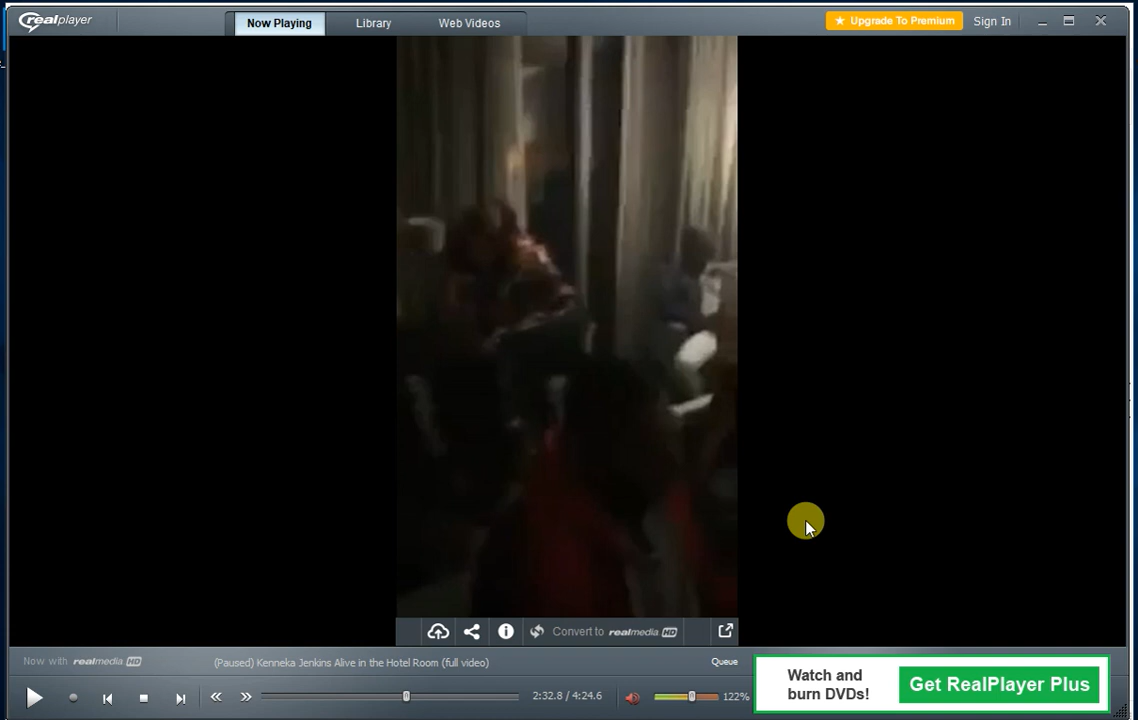 realplayer
Now Playing
Library
Web Videos
Upgrade To Premium
Sign In
Convert to realmedia HD
Now with realmedia HD
(Paused) Kenneka Jenkins Alive in the Hotel Room (full video)
Queue
2:32.8 / 4:24.6
122%
Watch and
burn DVDs!
Get RealPlayer Plus